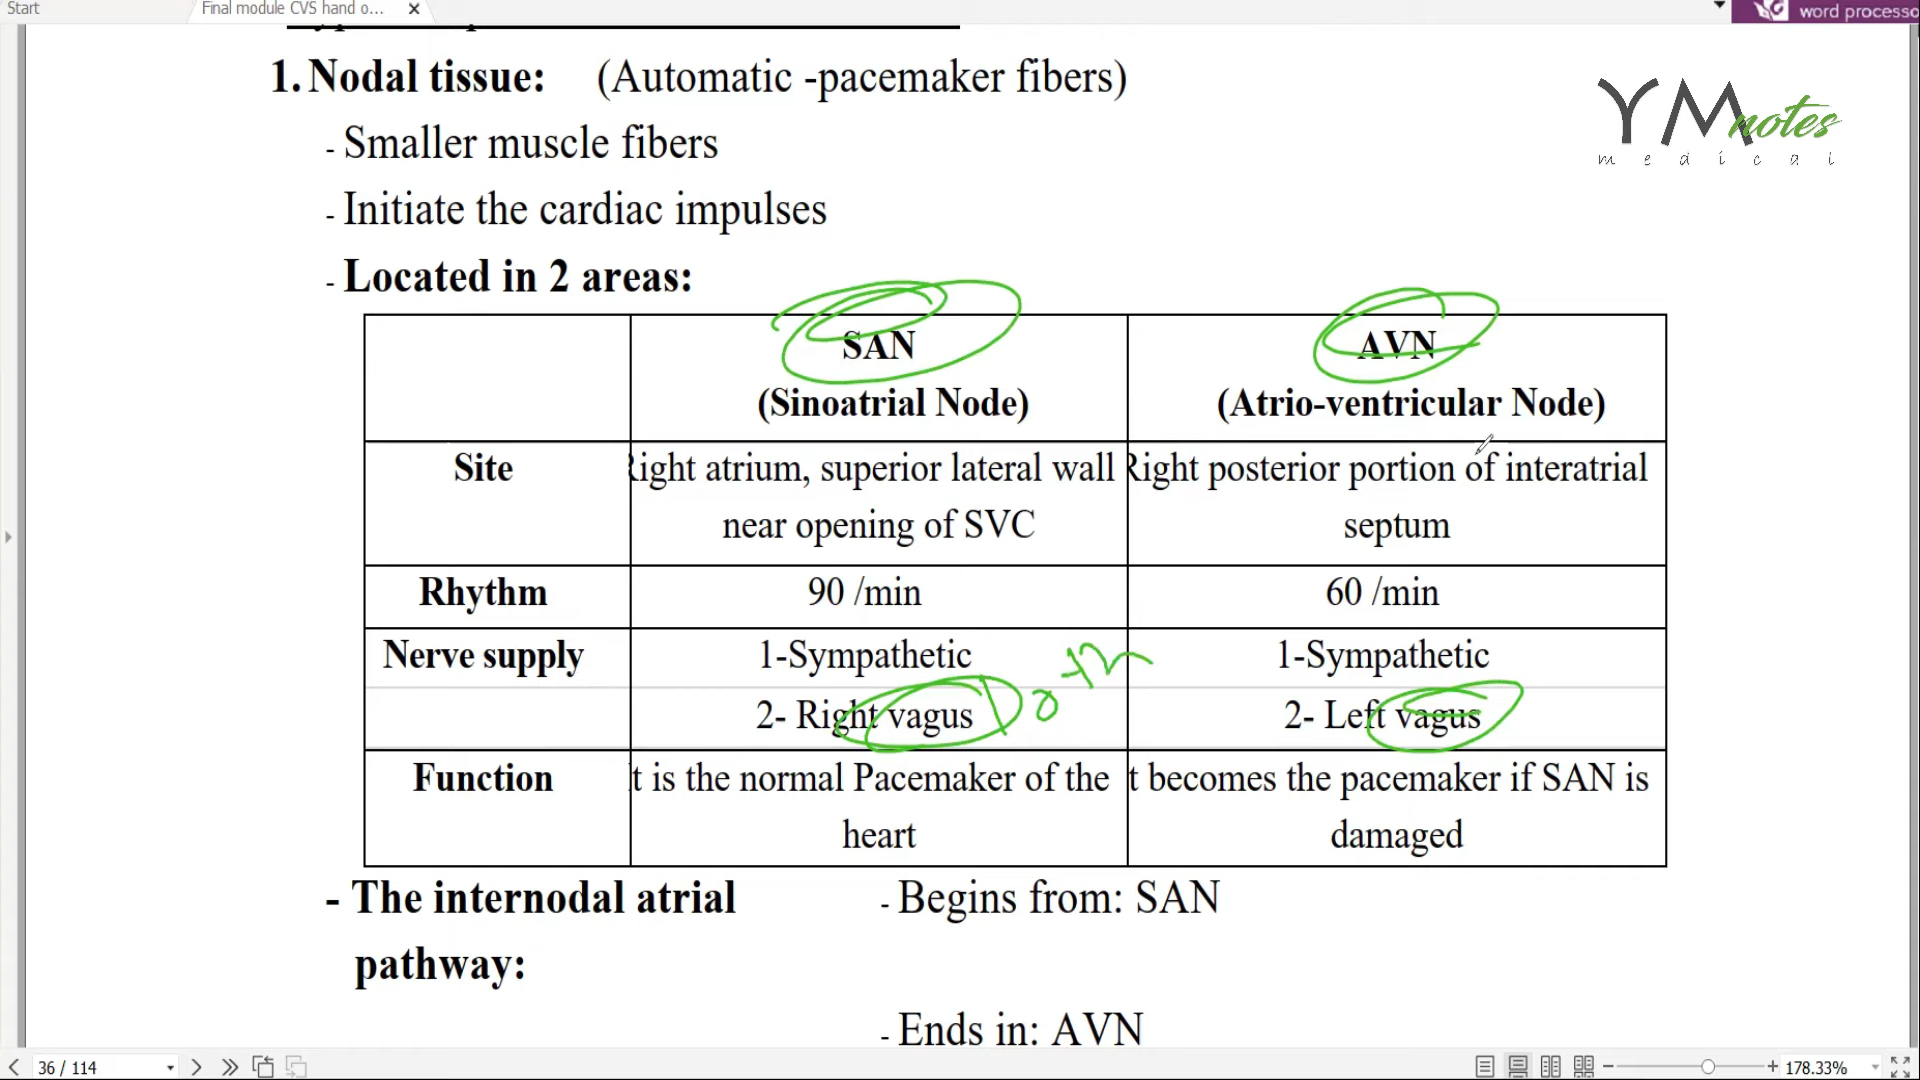 Start
Final module CVS hand o...
word processo
1. Nodal tissue: (Automatic -pacemaker fibers)
YM notes
medical
- Smaller muscle fibers
- Initiate the cardiac impulses
- Located in 2 areas:
SAN
(Sinoatrial Node)
AVN
(Atrio-ventricular Node)
Site
Right atrium, superior lateral wall
near opening of SVC
Right posterior portion of interatrial
septum
Rhythm
90 /min
60 /min
Nerve supply
1-Sympathetic
1-Sympathetic
2- Right vagus
2- Left vagus
Function
t is the normal Pacemaker of the
heart
t becomes the pacemaker if SAN is
damaged
- The internodal atrial
pathway:
- Begins from: SAN
- Ends in: AVN
36 / 114
178.33%